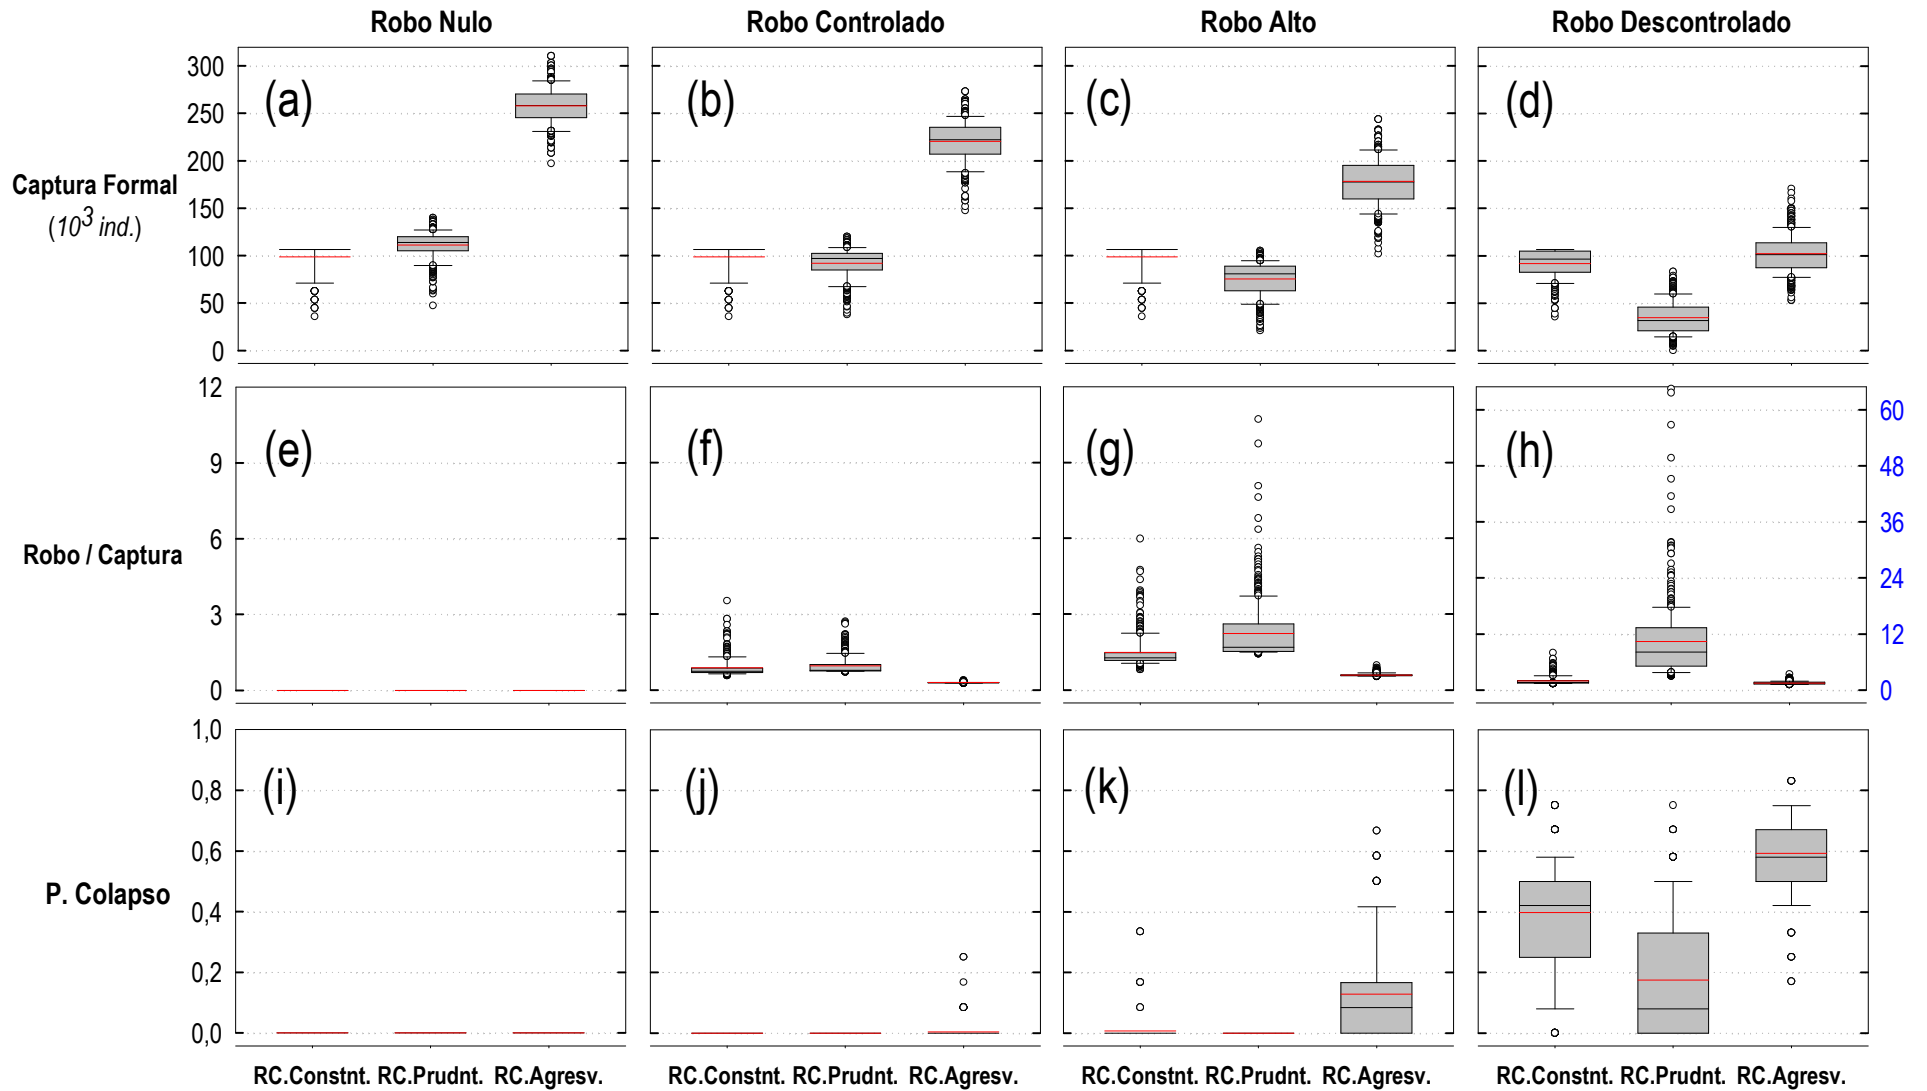 Robo Nulo Robo Controlado Robo Alto Robo Descontrolado
300
250
200
150
100
50
0
Captura Formal
(10³ ind.)
(a) (b) (c) (d)
12
9
6
3
0
Robo / Captura
(e) (f) (g) (h)
60
48
36
24
12
0
1,0
0,8
0,6
0,4
0,2
0,0
P. Colapso
(i) (j) (k) (l)
RC.Constnt. RC.Prudnt. RC.Agresv. RC.Constnt. RC.Prudnt. RC.Agresv. RC.Constnt. RC.Prudnt. RC.Agresv. RC.Constnt. RC.Prudnt. RC.Agresv.